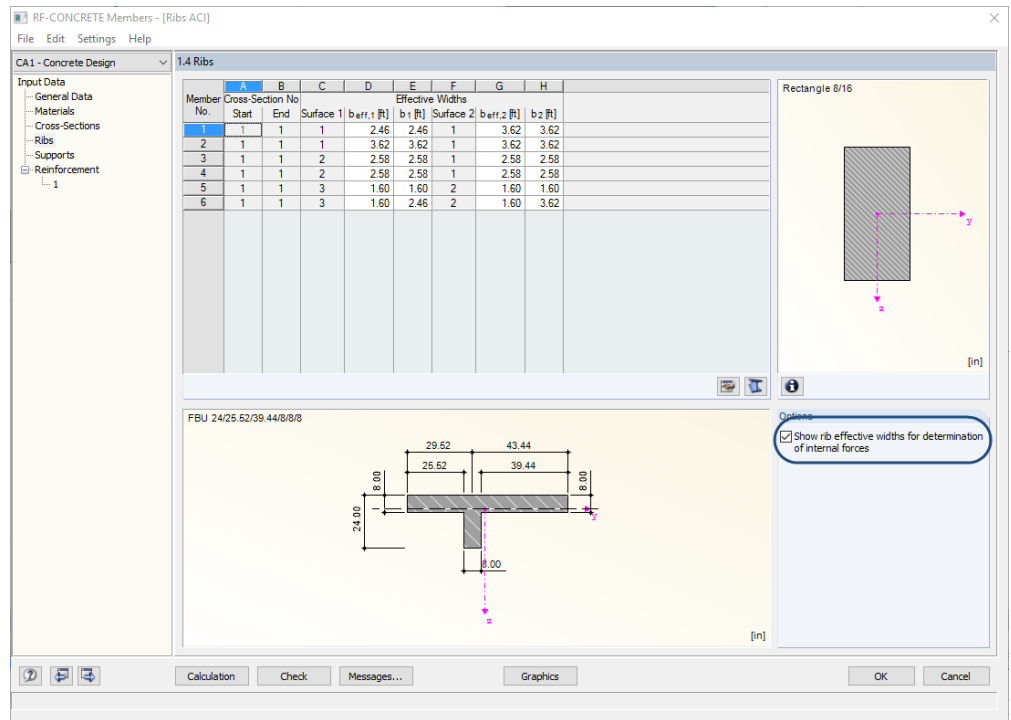 RF-CONCRETE Members - [Ribs ACI]
File Edit Settings Help
CA1 - Concrete Design
1.4 Ribs
Input Data
General Data
Materials
Cross-Sections
Ribs
Supports
Reinforcement
1
A B C D E F G H
Member Cross-Section No Effective Widths
No. Start End Surface 1 b eff,1 [ft] b 1 [ft] Surface 2 b eff,2 [ft] b 2 [ft]
1 1 1 1 2.46 2.46 1 3.62 3.62
2 1 1 1 3.62 3.62 1 3.62 3.62
3 1 1 2 2.58 2.58 1 2.58 2.58
4 1 1 2 2.58 2.58 1 2.58 2.58
5 1 1 3 1.60 1.60 2 1.60 1.60
6 1 1 3 1.60 2.46 2 1.60 3.62
Rectangle 8/16
y
z
[in]
FBU 24/25.52/39.44/8/8/8
29.52 43.44
25.52 39.44
8.00
8.00
24.00
y
8.00
z
[in]
Options
Show rib effective widths for determination
of internal forces
Calculation Check Messages... Graphics OK Cancel